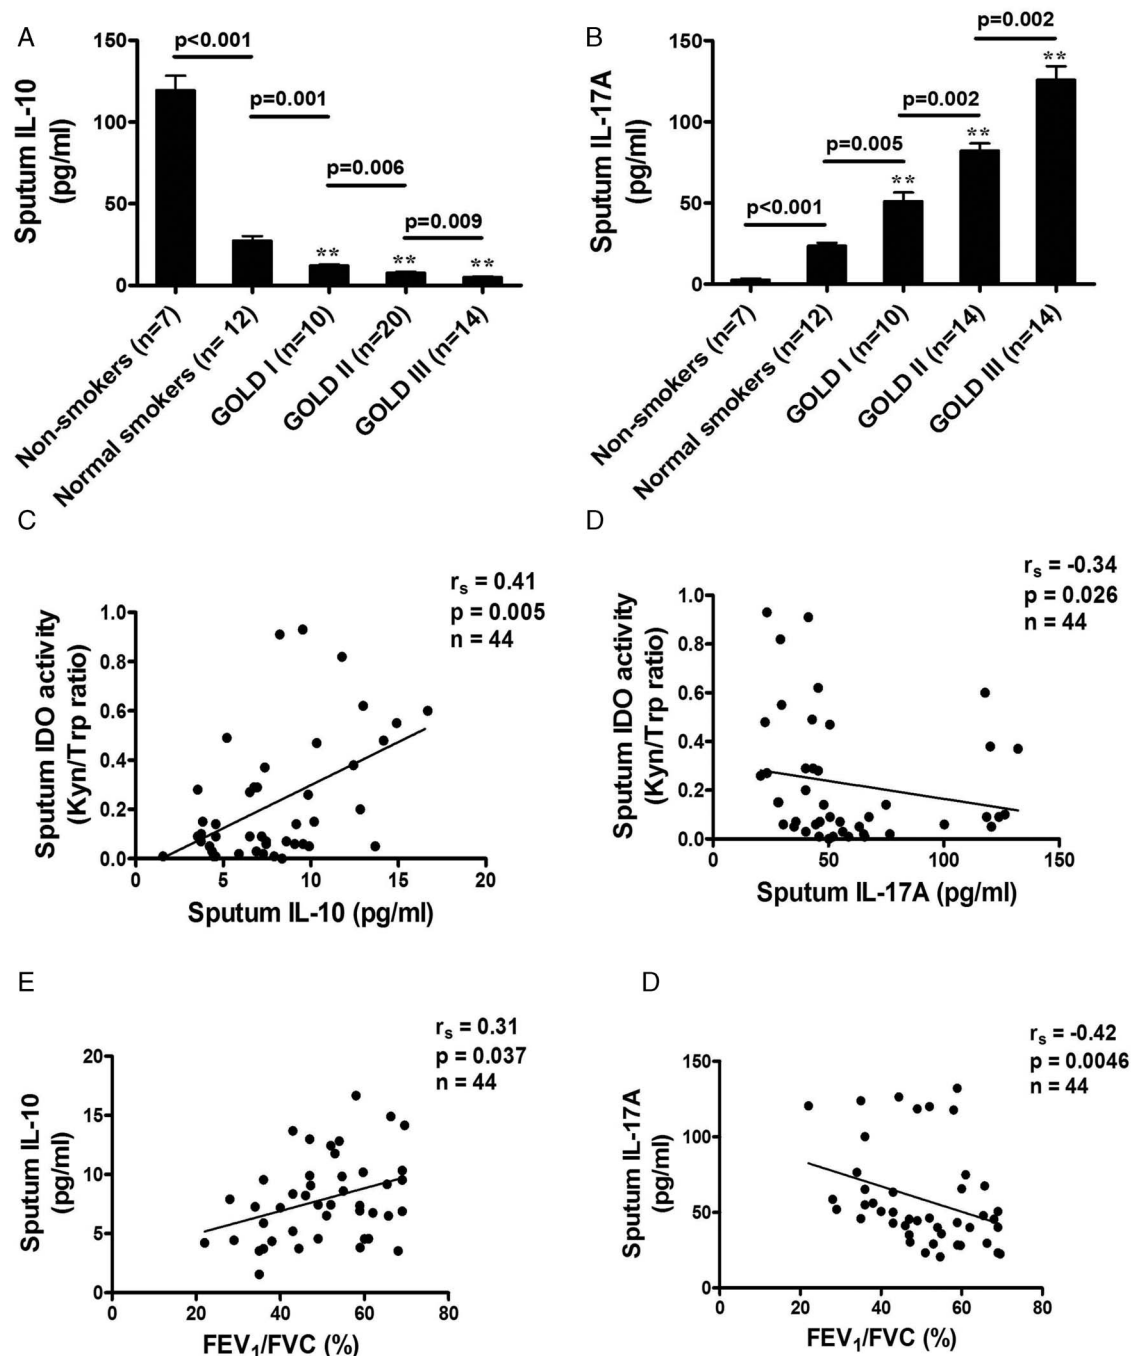 A
Sputum IL-10
(pg/ml)
150
100
50
0
p<0.001
p=0.001
p=0.006
p=0.009
**
**
**
Non-smokers (n=7)
Normal smokers (n= 12)
GOLD I (n=10)
GOLD II (n=20)
GOLD III (n=14)
B
Sputum IL-17A
(pg/ml)
150
100
50
0
p<0.001
p=0.005
p=0.002
p=0.002
**
**
**
Non-smokers (n=7)
Normal smokers (n=12)
GOLD I (n=10)
GOLD II (n=14)
GOLD III (n=14)
C
rs = 0.41
p = 0.005
n = 44
Sputum IDO activity
(Kyn/Trp ratio)
1.0
0.8
0.6
0.4
0.2
0.0
0
5
10
15
20
Sputum IL-10 (pg/ml)
D
rs = -0.34
p = 0.026
n = 44
Sputum IDO activity
(Kyn/Trp ratio)
1.0
0.8
0.6
0.4
0.2
0.0
0
50
100
150
Sputum IL-17A (pg/ml)
E
rs = 0.31
p = 0.037
n = 44
Sputum IL-10
(pg/ml)
20
15
10
5
0
0
20
40
60
80
FEV1/FVC (%)
D
rs = -0.42
p = 0.0046
n = 44
Sputum IL-17A
(pg/ml)
150
100
50
0
0
20
40
60
80
FEV1/FVC (%)